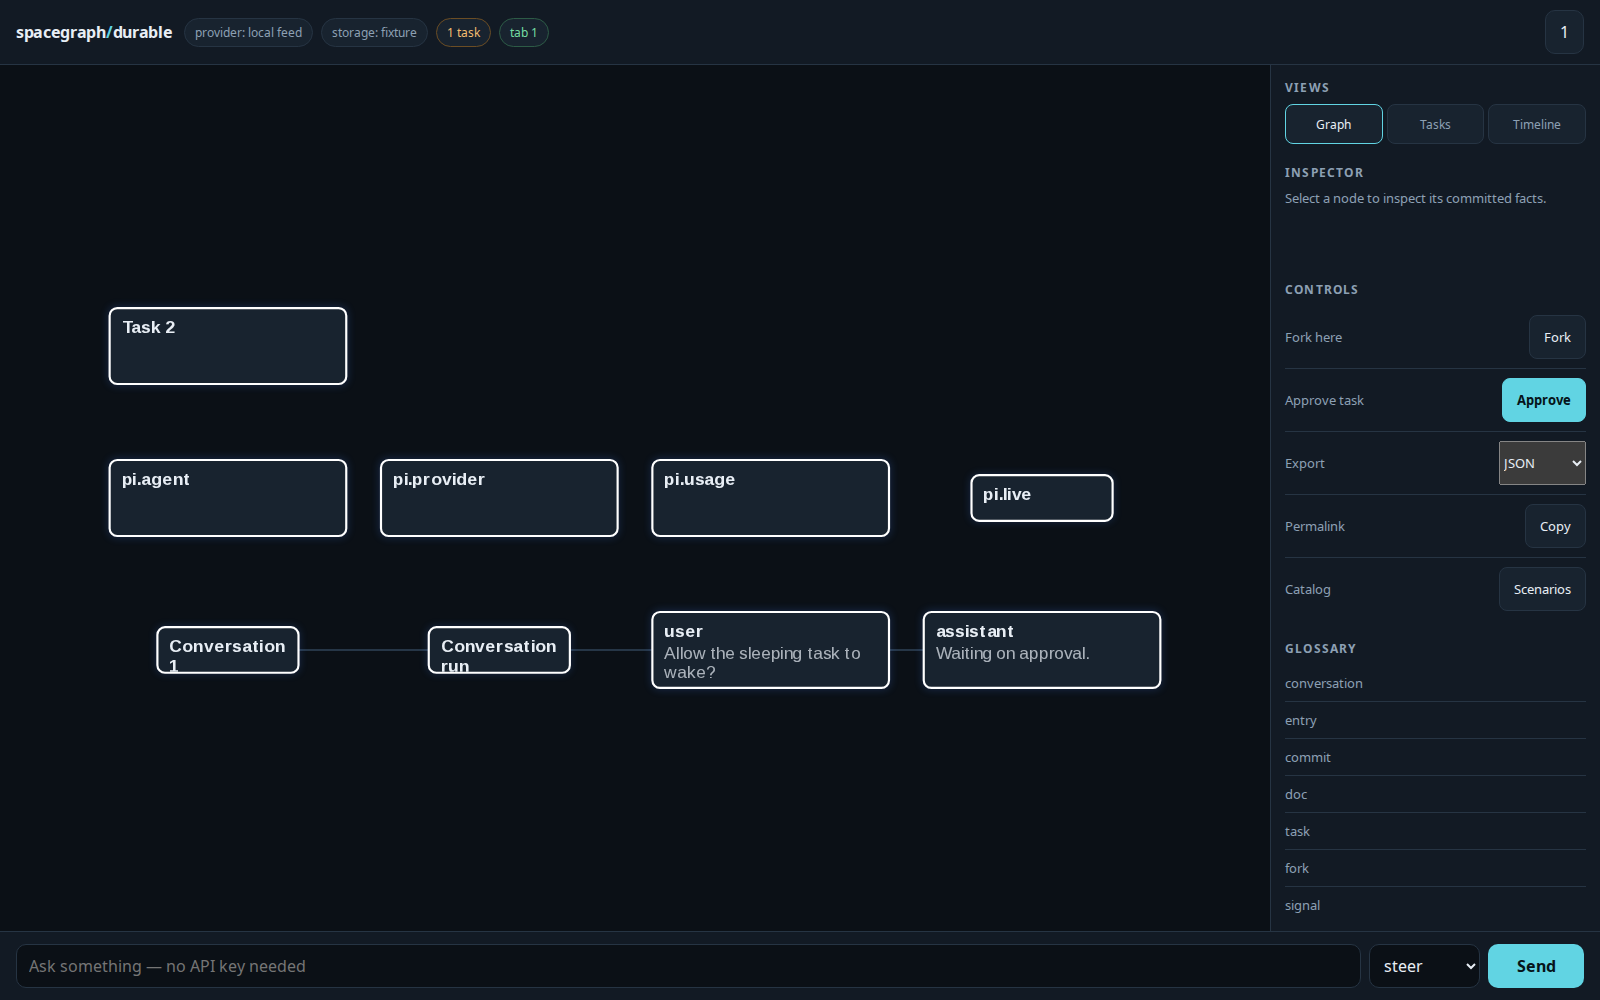 spacegraph/durable
provider: local feed
storage: fixture
1 task
tab 1
1
Task 2
pi.agent
pi.provider
pi.usage
pi.live
Conversation
1
Conversation
run
user
Allow the sleeping task to
wake?
assistant
Waiting on approval.
VIEWS
Graph
Tasks
Timeline
INSPECTOR
Select a node to inspect its committed facts.
CONTROLS
Fork here
Fork
Approve task
Approve
Export
JSON
Permalink
Copy
Catalog
Scenarios
GLOSSARY
conversation
entry
commit
doc
task
fork
signal
Ask something — no API key needed
steer
Send